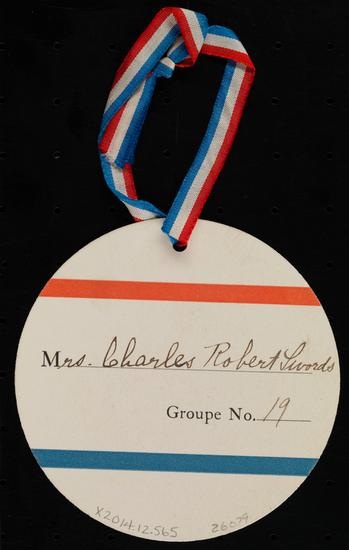 Mrs. Charles Robert Swords
Groupe No. 19
X2014.12.565 26079